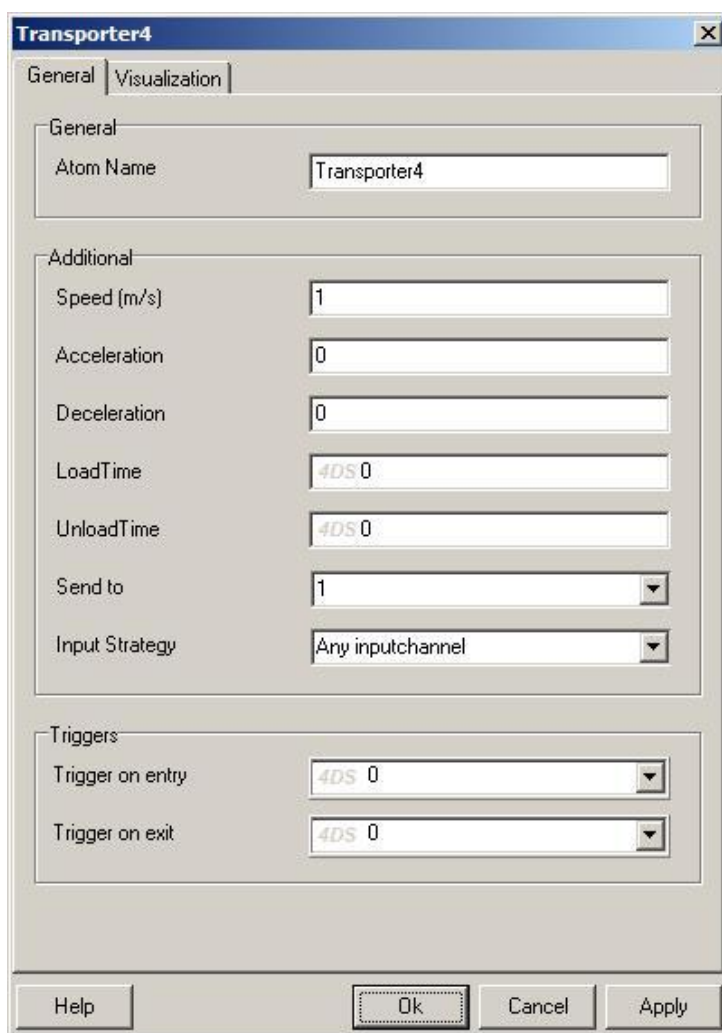 Transporter4
General Visualization
General
Atom Name Transporter4
Additional
Speed (m/s) 1
Acceleration 0
Deceleration 0
LoadTime 4DS 0
UnloadTime 4DS 0
Send to 1
Input Strategy Any inputchannel
Triggers
Trigger on entry 4DS 0
Trigger on exit 4DS 0
Help Ok Cancel Apply